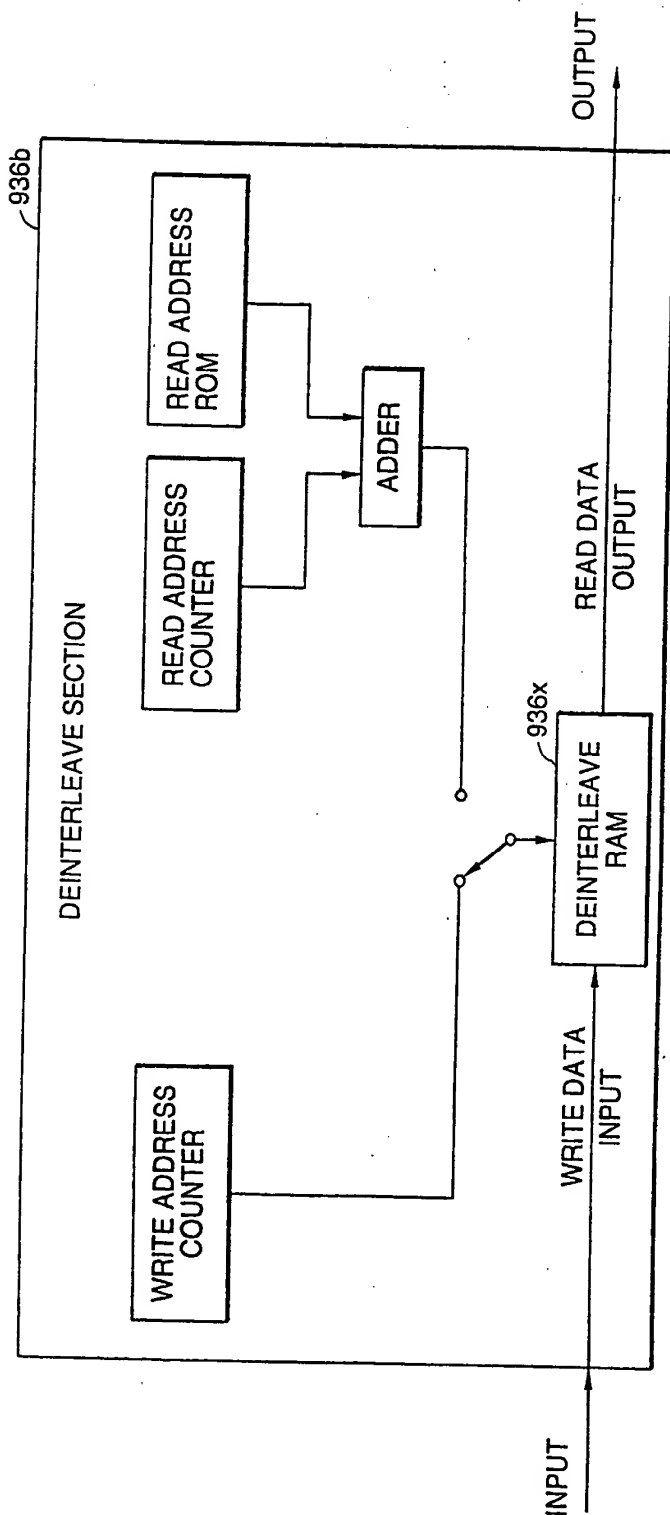 936b
DEINTERLEAVE SECTION
WRITE ADDRESS
COUNTER
READ ADDRESS
COUNTER
READ ADDRESS
ROM
ADDER
936x
DEINTERLEAVE
RAM
INPUT
WRITE DATA
INPUT
READ DATA
OUTPUT
OUTPUT